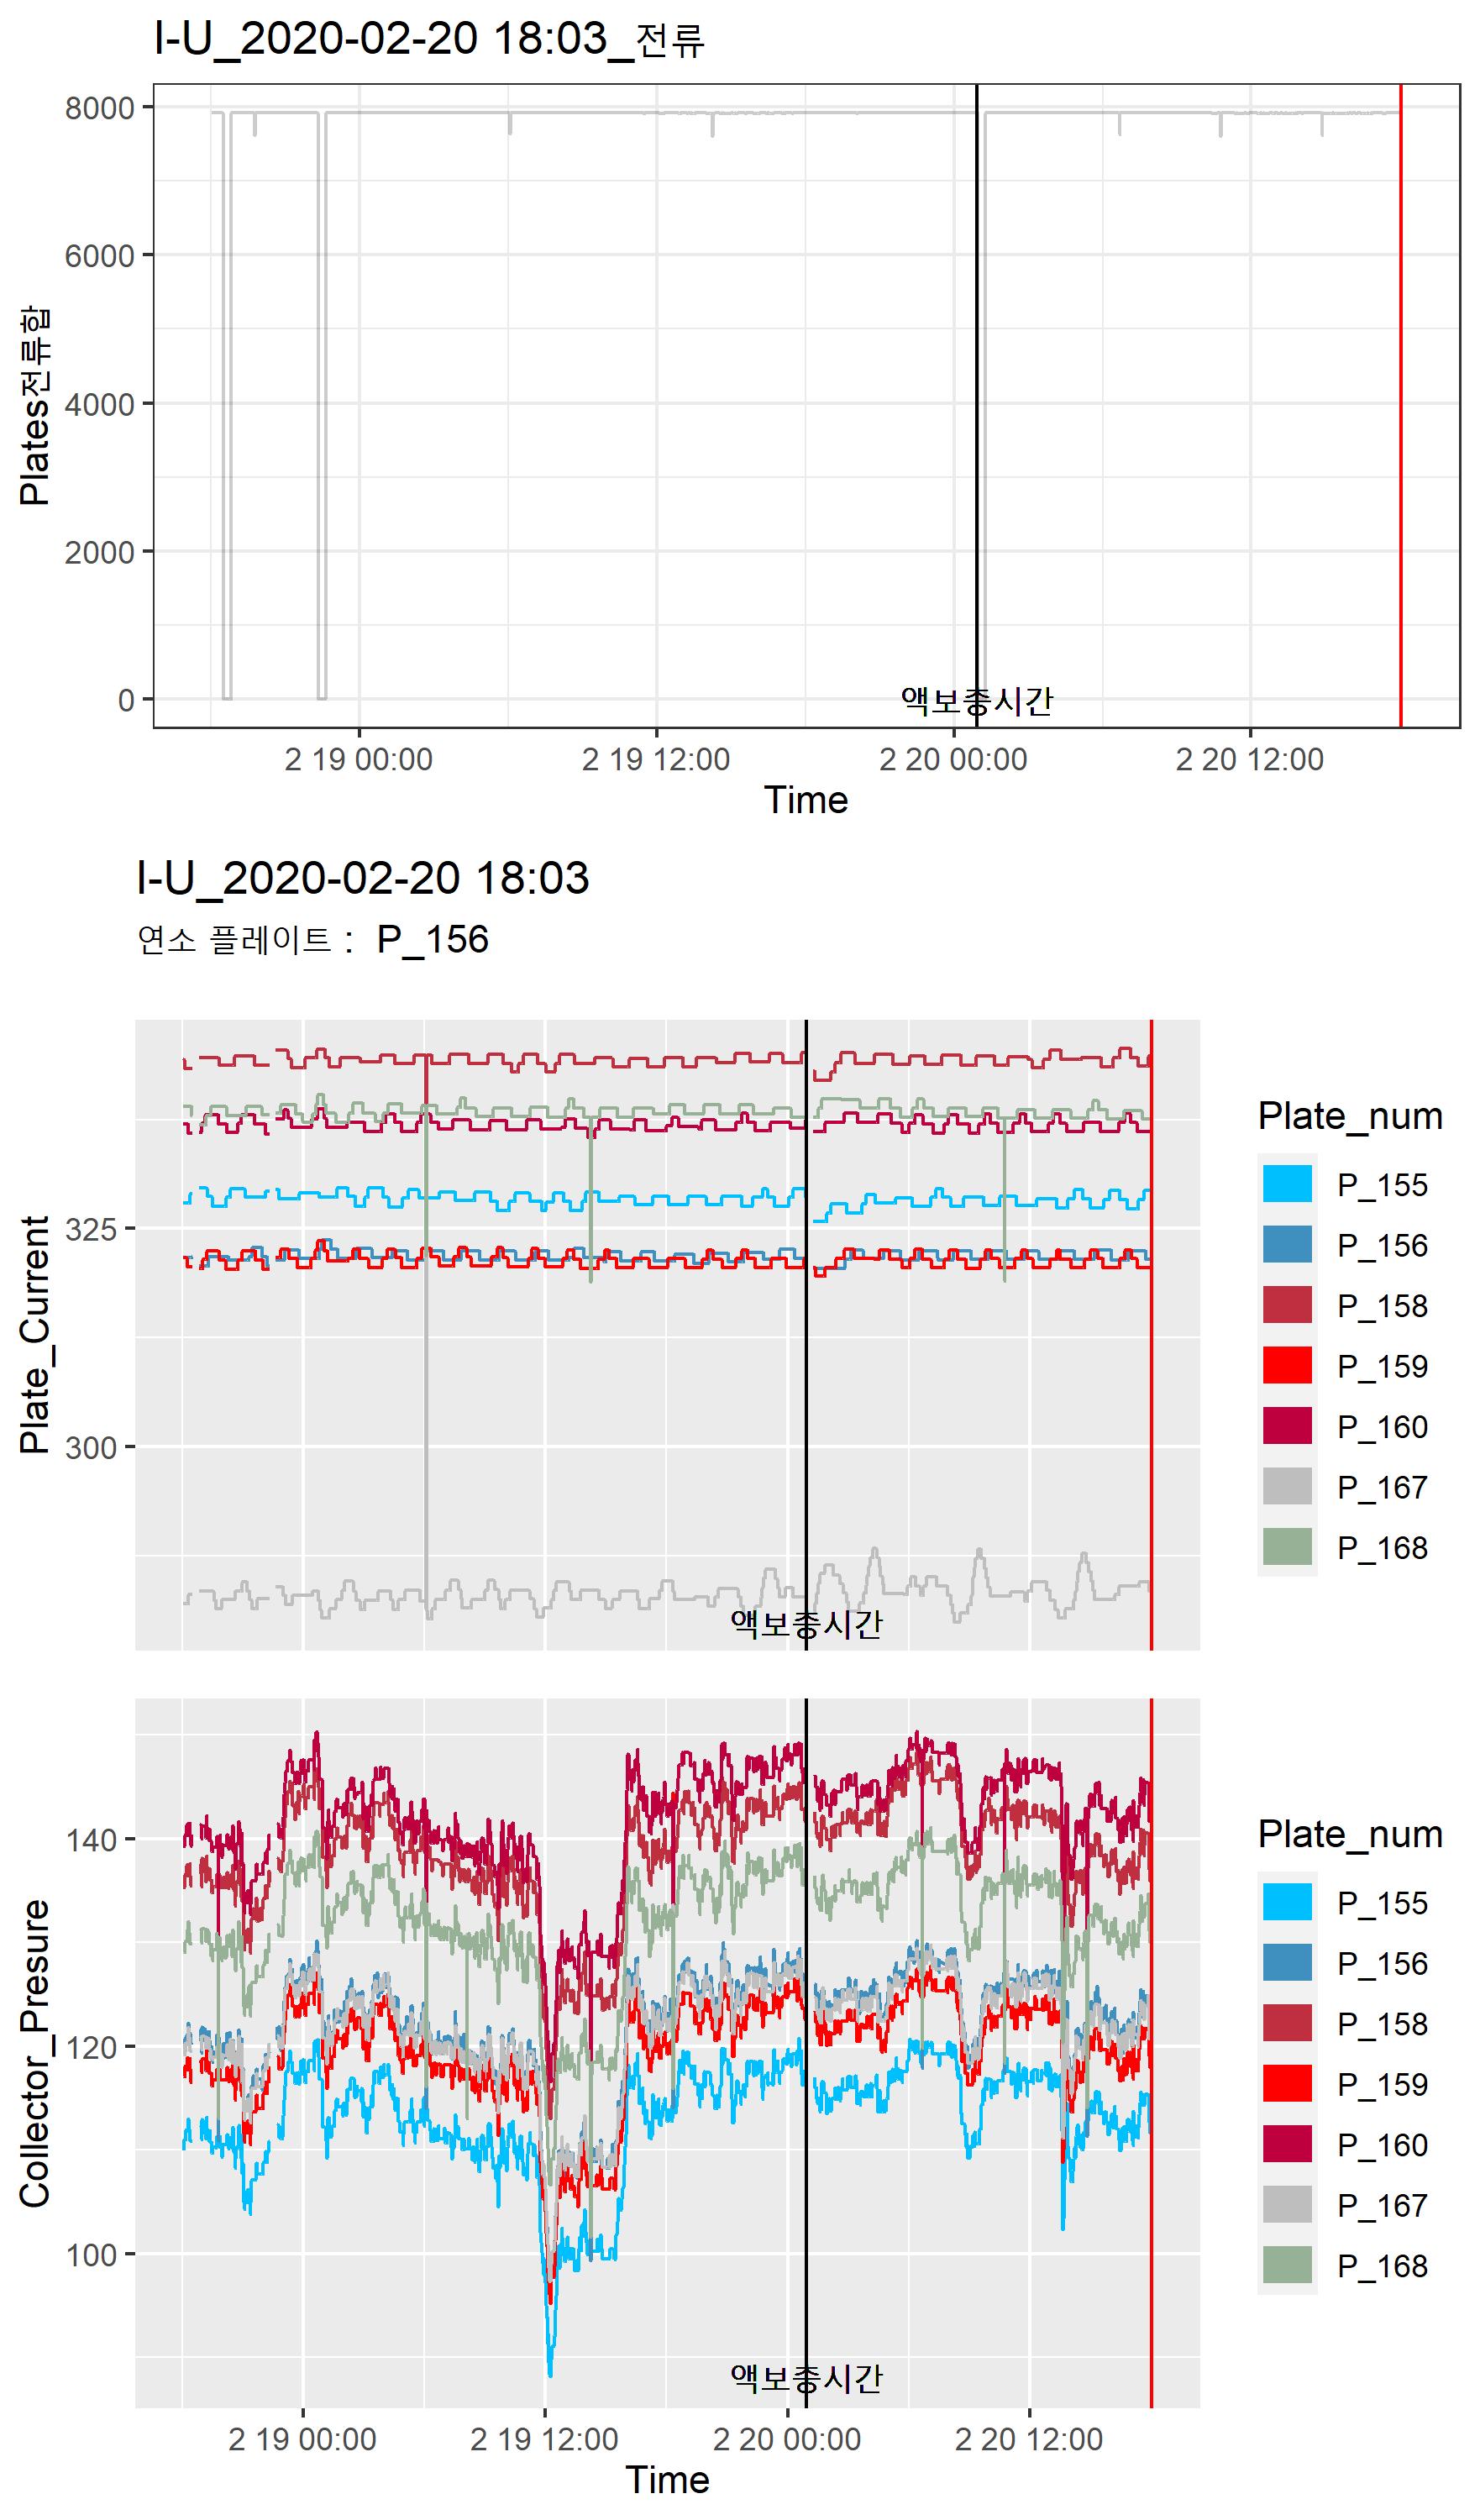 I-U_2020-02-20 18:03_전류
8000
6000
4000
2000
0
Plates전류합
액보충시간
2 19 00:00
2 19 12:00
2 20 00:00
2 20 12:00
Time
I-U_2020-02-20 18:03
연소 플레이트 : P_156
325
300
Plate_Current
액보충시간
Plate_num
P_155
P_156
P_158
P_159
P_160
P_167
P_168
140
120
100
Collector_Presure
액보충시간
2 19 00:00
2 19 12:00
2 20 00:00
2 20 12:00
Time
Plate_num
P_155
P_156
P_158
P_159
P_160
P_167
P_168